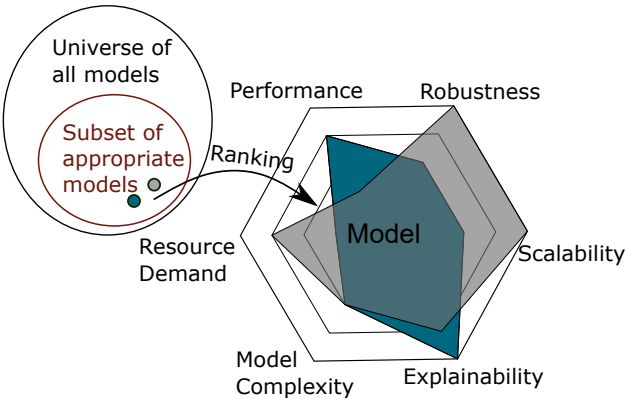 Universe of
all models
Subset of
appropriate
models
Ranking
Performance
Robustness
Model
Resource
Demand
Scalability
Model
Complexity
Explainability